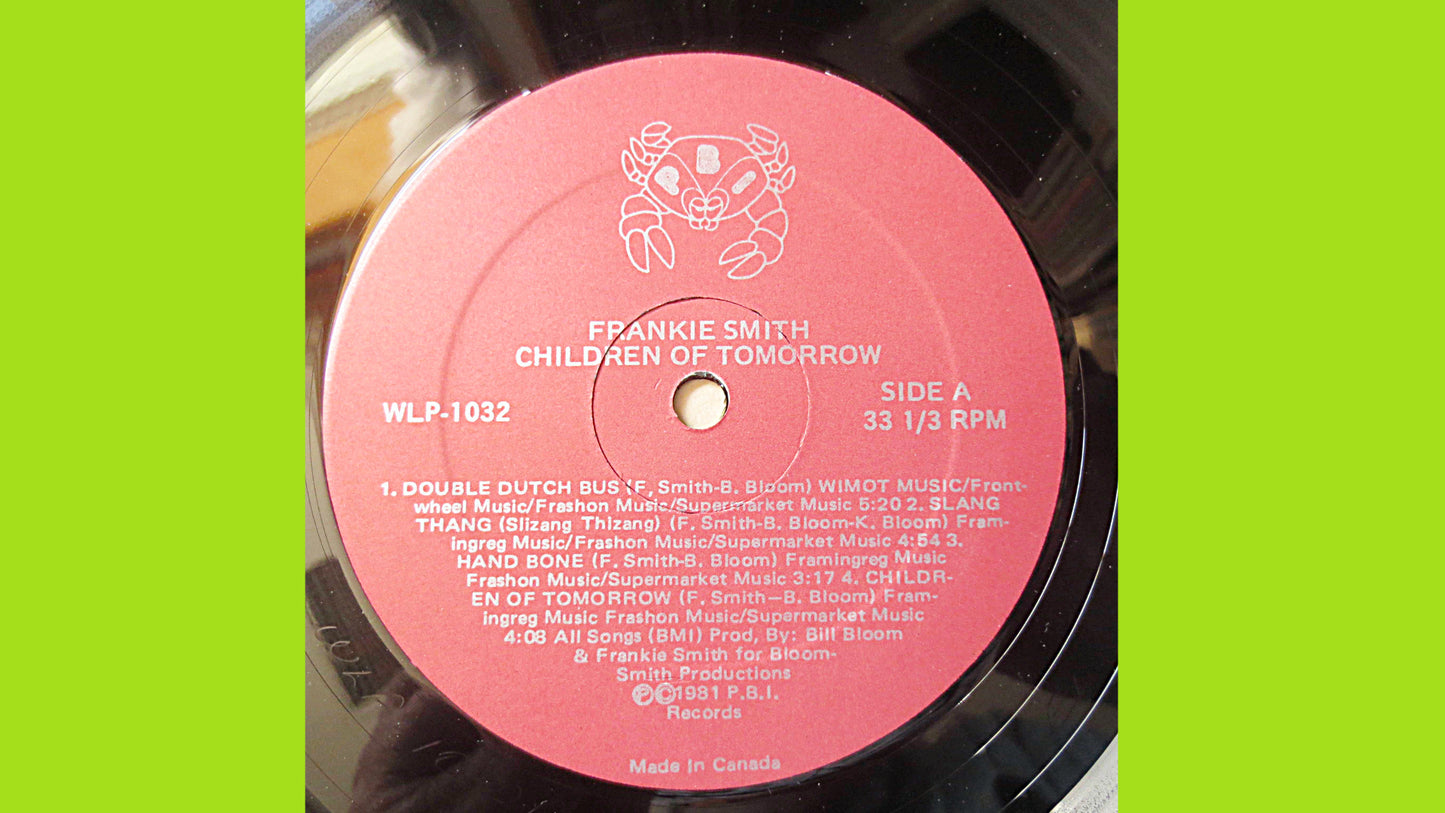 P B I
FRANKIE SMITH
CHILDREN OF TOMORROW
WLP-1032
SIDE A
33 1/3 RPM
1. DOUBLE DUTCH BUS (F, Smith-B. Bloom) WIMOT MUSIC/Front-
wheel Music/Frashon Music/Supermarket Music 5:20 2. SLANG
THANG (Slizang Thizang) (F. Smith-B. Bloom-K. Bloom) Fram-
ingreg Music/Frashon Music/Supermarket Music 4:54 3.
HAND BONE (F. Smith-B. Bloom) Framingreg Music
Frashon Music/Supermarket Music 3:17 4. CHILDR-
EN OF TOMORROW (F. Smith—B. Bloom) Fram-
ingreg Music Frashon Music/Supermarket Music
4:08 All Songs (BMI) Prod, By: Bill Bloom
& Frankie Smith for Bloom-
Smith Productions
Ⓟ©1981 P.B.I.
Records
Made In Canada